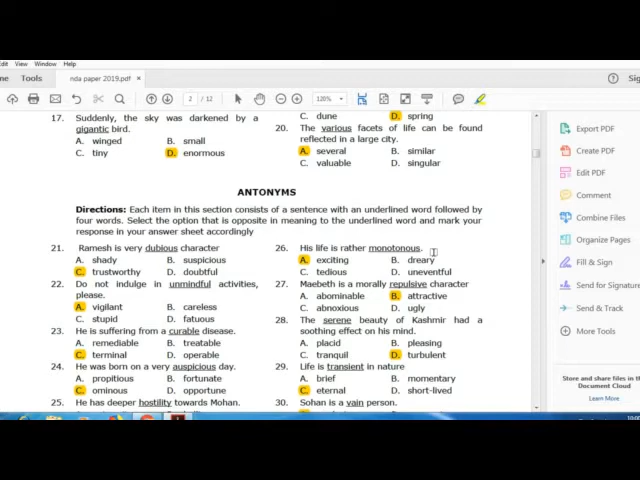 Edit View Window Help
Tools
nda paper 2019.pdf ×
2 / 12
120%
17. Suddenly, the sky was darkened by a
gigantic bird.
A. winged B. small
C. tiny D. enormous
C. dune D. spring
20. The various facets of life can be found
reflected in a large city.
A. several B. similar
C. valuable D. singular
ANTONYMS
Directions: Each item in this section consists of a sentence with an underlined word followed by
four words. Select the option that is opposite in meaning to the underlined word and mark your
response in your answer sheet accordingly
21. Ramesh is very dubious character
A. shady B. suspicious
C. trustworthy D. doubtful
22. Do not indulge in unmindful activities,
please.
A. vigilant B. careless
C. stupid D. fatuous
23. He is suffering from a curable disease.
A. remediable B. treatable
C. terminal D. operable
24. He was born on a very auspicious day.
A. propitious B. fortunate
C. ominous D. opportune
25. He has deeper hostility towards Mohan.
26. His life is rather monotonous.
A. exciting B. dreary
C. tedious D. uneventful
27. Maebeth is a morally repulsive character
A. abominable B. attractive
C. abnoxious D. ugly
28. The serene beauty of Kashmir had a
soothing effect on his mind.
A. placid B. pleasing
C. tranquil D. turbulent
29. Life is transient in nature
A. brief B. momentary
C. eternal D. short-lived
30. Sohan is a vain person.
Export PDF
Create PDF
Edit PDF
Comment
Combine Files
Organize Pages
Fill & Sign
Send for Signature
Send & Track
More Tools
Store and share files in the
Document Cloud
Learn More